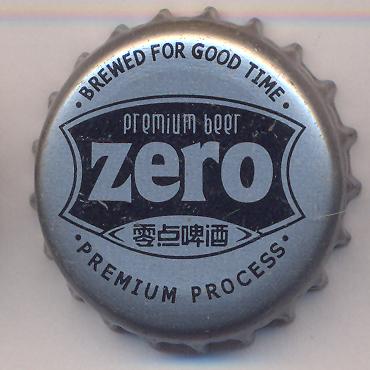 • BREWED FOR GOOD TIME •
premium beer
zero
零点啤酒
• PREMIUM PROCESS •